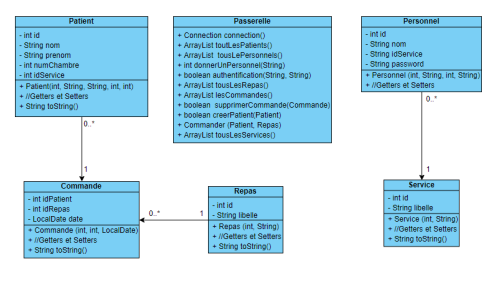 Patient
- int id
- String nom
- String prenom
- int numChambre
- int idService
+ Patient(int, String, String, int, int)
+ //Getters et Setters
+ String toString()
Passerelle
+ Connection connection()
+ ArrayList toutLesPatients()
+ ArrayList  tousLePersonnels()
+ int donnerUnPersonnel(String)
+ boolean authentification(String, String)
+ ArrayList tousLesRepas()
+ ArrayList lesCommandes()
+ boolean  supprimerCommande(Commande)
+ boolean creerPatient(Patient)
+ Commander (Patient, Repas)
+ ArrayList tousLesServices()
Personnel
- int id
- String nom
- String idService
- String password
+ Personnel (int, String, int, String)
+ //Getters et Setters
0..*
1
0..*
1
Commande
- int idPatient
- int idRepas
- LocalDate date
+ Commande (int, int, LocalDate)
+ //Getters et Setters
+ String toString()
0..*
1
Repas
- int id
- String libelle
+ Repas (int, String)
+ //Getters et Setters
+ String toString()
Service
- int id
- String libelle
+ Service (int, String)
+ //Getters et Setters
+ String toString()